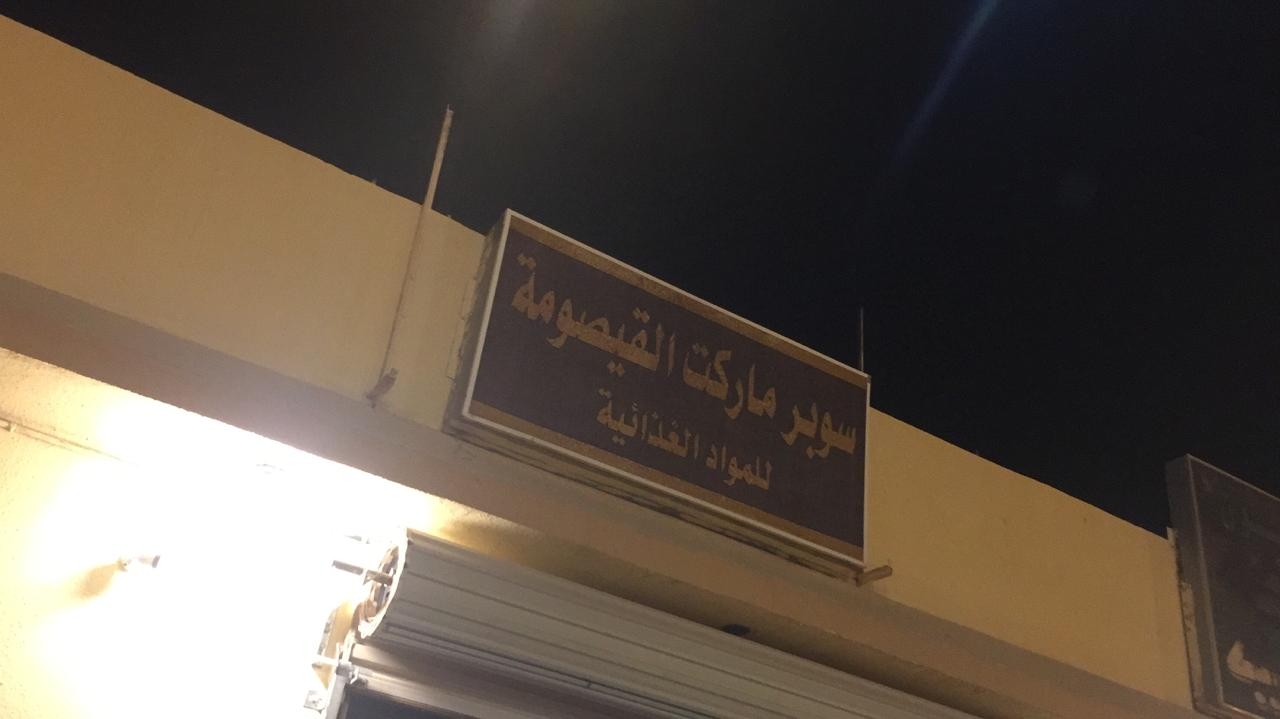 سوبر ماركت القيصومة
للمواد الغذائية